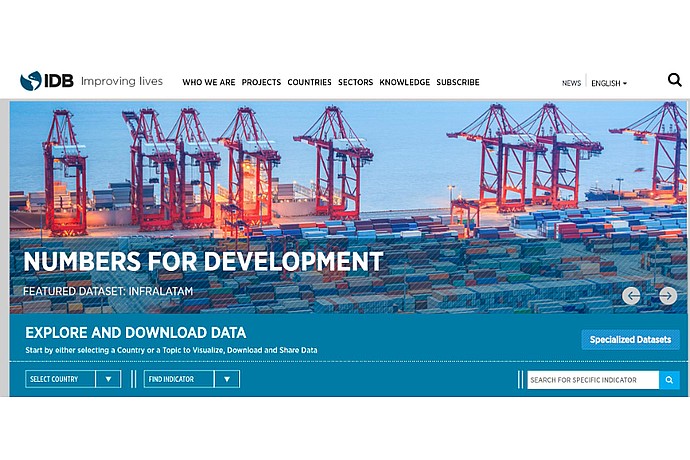 IDB Improving lives WHO WE ARE PROJECTS COUNTRIES SECTORS KNOWLEDGE SUBSCRIBE NEWS ENGLISH
NUMBERS FOR DEVELOPMENT
FEATURED DATASET: INFRALATAM
EXPLORE AND DOWNLOAD DATA
Start by either selecting a Country or a Topic to Visualize, Download and Share Data
Specialized Datasets
SELECT COUNTRY FIND INDICATOR SEARCH FOR SPECIFIC INDICATOR